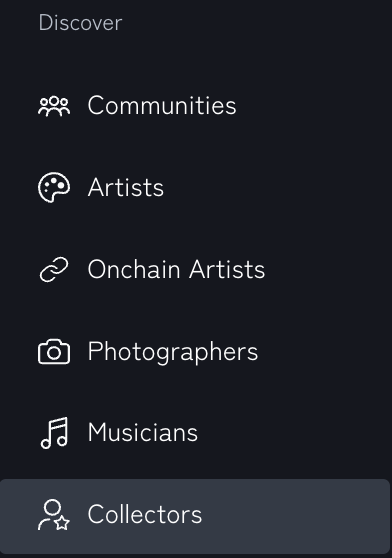 Discover
Communities
Artists
Onchain Artists
Photographers
Musicians
Collectors